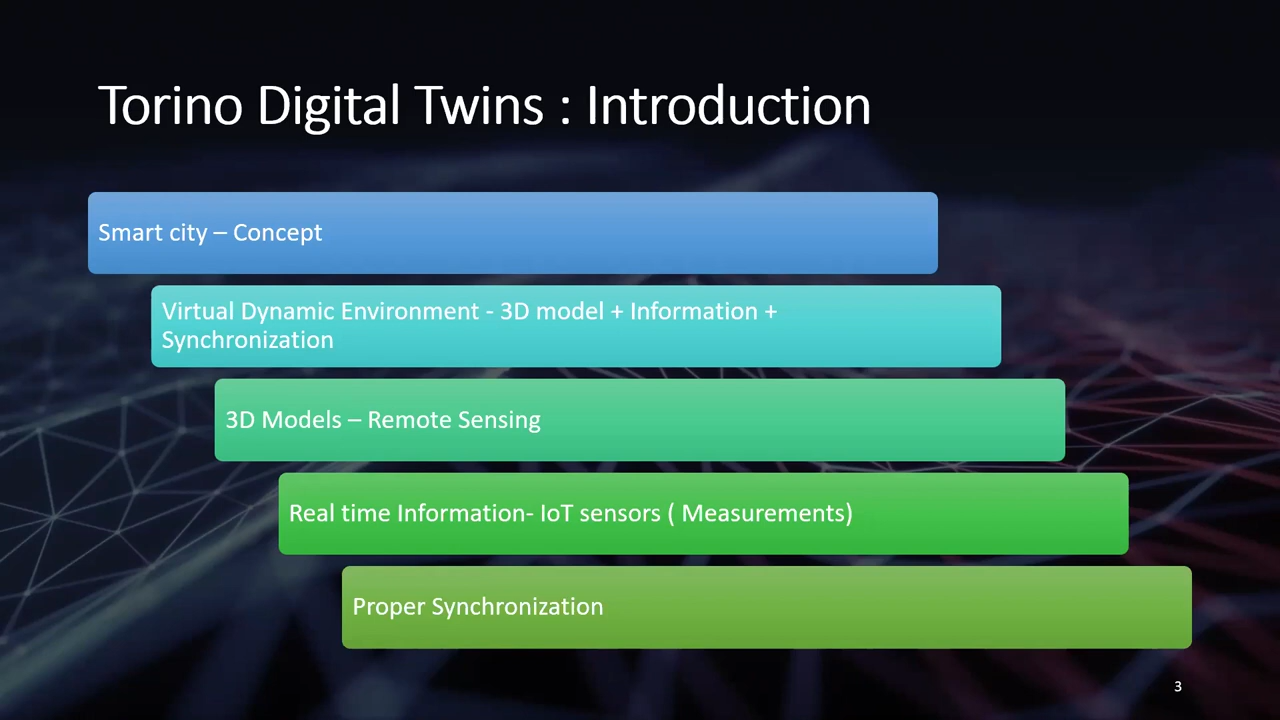 Torino Digital Twins : Introduction
Smart city – Concept
Virtual Dynamic Environment - 3D model + Information +
Synchronization
3D Models – Remote Sensing
Real time Information- IoT sensors ( Measurements)
Proper Synchronization
3